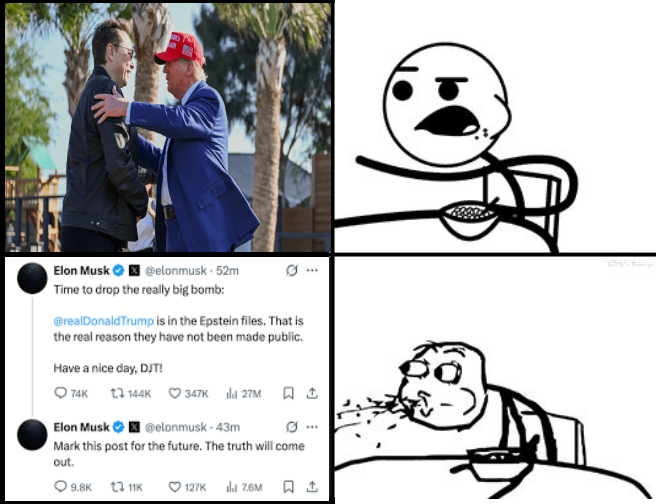 Elon Musk @elonmusk · 52m
Time to drop the really big bomb:
@realDonaldTrump is in the Epstein files. That is
the real reason they have not been made public.
Have a nice day, DJT!
74K 144K 347K 27M
Elon Musk @elonmusk · 43m
Mark this post for the future. The truth will come
out.
9.8K 11K 127K 7.6M